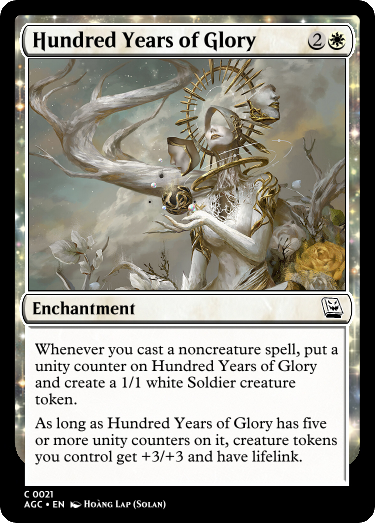 Hundred Years of Glory 2
Enchantment
Whenever you cast a noncreature spell, put a
unity counter on Hundred Years of Glory
and create a 1/1 white Soldier creature
token.
As long as Hundred Years of Glory has five
or more unity counters on it, creature tokens
you control get +3/+3 and have lifelink.
C 0021
AGC • EN Hoàng Lap (Solan)